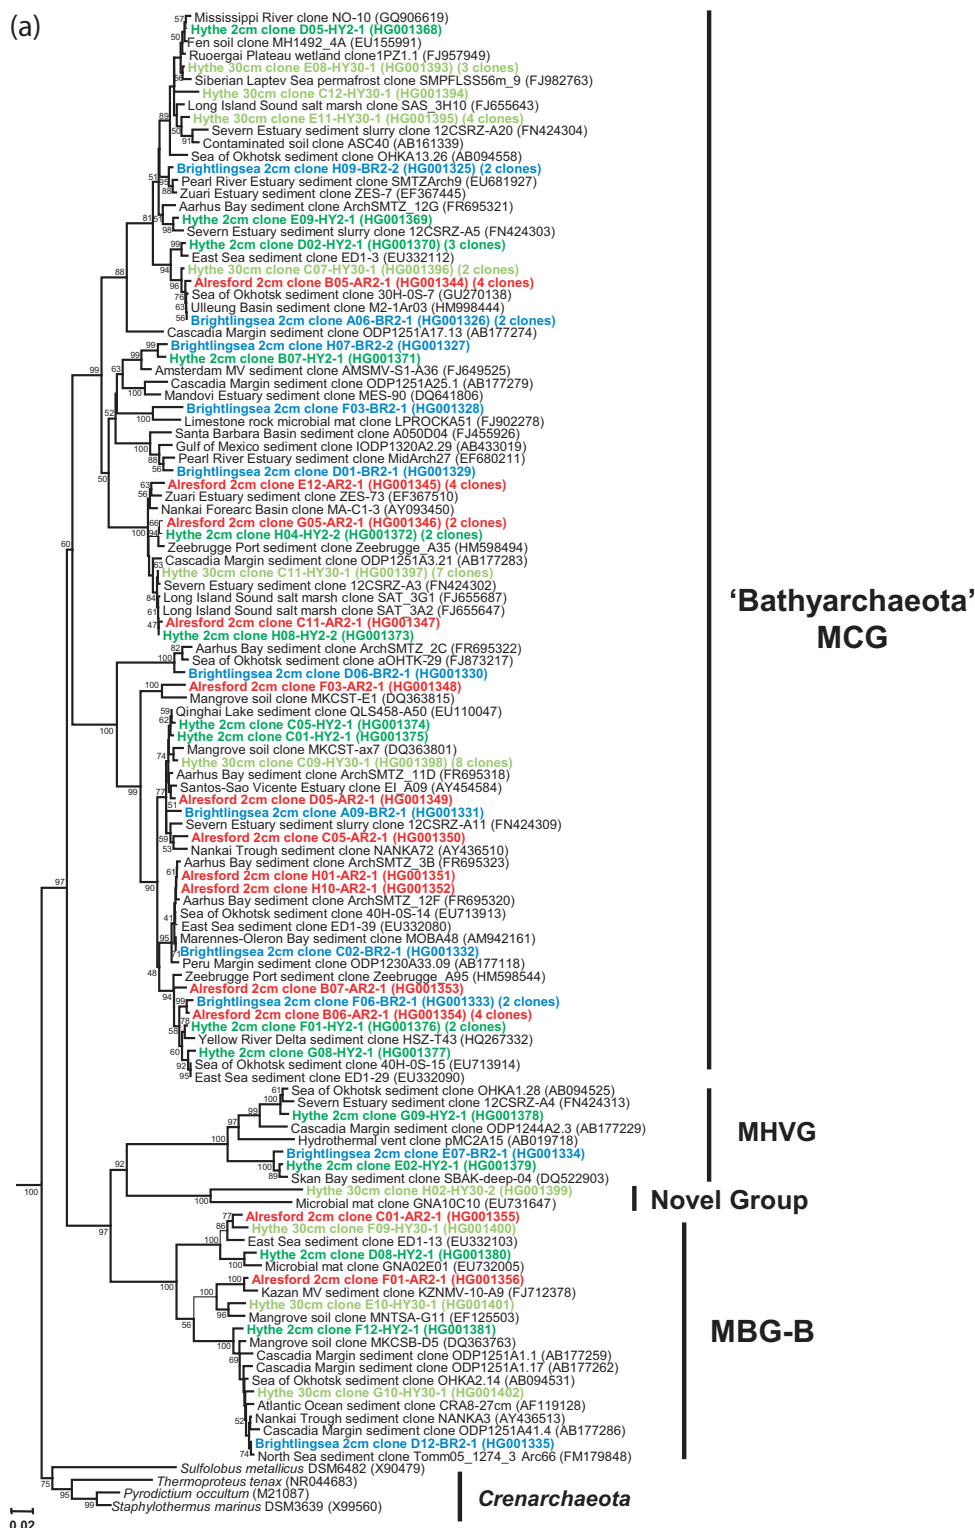 (a)
Mississippi River clone NO-10 (GQ906619)
Hythe 2cm clone D05-HY2-1 (HG001368)
Fen soil clone MH1492_4A (EU155991)
Ruoergai Plateau wetland clone1PZ1.1 (FJ957949)
Hythe 30cm clone E08-HY30-1 (HG001393) (3 clones)
Siberian Laptev Sea permafrost clone SMPFLSS56m_9 (FJ982763)
Hythe 30cm clone C12-HY30-1 (HG001394)
Long Island Sound salt marsh clone SAS_3H10 (FJ655643)
Hythe 30cm clone E11-HY30-1 (HG001395) (4 clones)
Severn Estuary sediment slurry clone 12CSRZ-A20 (FN424304)
Contaminated soil clone ASC40 (AB161339)
Sea of Okhotsk sediment clone OHKA13.26 (AB094558)
Brightlingsea 2cm clone H09-BR2-2 (HG001325) (2 clones)
Pearl River Estuary sediment clone SMTZArch9 (EU681927)
Zuari Estuary sediment clone ZES-7 (EF367445)
Aarhus Bay sediment clone ArchSMTZ_12G (FR695321)
Hythe 2cm clone E09-HY2-1 (HG001369)
Severn Estuary sediment slurry clone 12CSRZ-A5 (FN424303)
Hythe 2cm clone D02-HY2-1 (HG001370) (3 clones)
East Sea sediment clone ED1-3 (EU332112)
Hythe 30cm clone C07-HY30-1 (HG001396) (2 clones)
Alresford 2cm clone B05-AR2-1 (HG001344) (4 clones)
Sea of Okhotsk sediment clone 30H-0S-7 (GU270138)
Ulleung Basin sediment clone M2-1Ar03 (HM998444)
Brightlingsea 2cm clone A06-BR2-1 (HG001326) (2 clones)
Cascadia Margin sediment clone ODP1251A17.13 (AB177274)
Brightlingsea 2cm clone H07-BR2-2 (HG001327)
Hythe 2cm clone B07-HY2-1 (HG001371)
Amsterdam MV sediment clone AMSMV-S1-A36 (FJ649525)
Cascadia Margin sediment clone ODP1251A25.1 (AB177279)
Mandovi Estuary sediment clone MES-90 (DQ641806)
Brightlingsea 2cm clone F03-BR2-1 (HG001328)
Limestone rock microbial mat clone LPROCKA51 (FJ902278)
Santa Barbara Basin sediment clone A050D04 (FJ455926)
Gulf of Mexico sediment clone IODP1320A2.29 (AB433019)
Pearl River Estuary sediment clone MidArch27 (EF680211)
Brightlingsea 2cm clone D01-BR2-1 (HG001329)
Alresford 2cm clone E12-AR2-1 (HG001345) (4 clones)
Zuari Estuary sediment clone ZES-73 (EF367510)
Nankai Forearc Basin clone MA-C1-3 (AY093450)
Alresford 2cm clone G05-AR2-1 (HG001346) (2 clones)
Hythe 2cm clone H04-HY2-2 (HG001372) (2 clones)
Zeebrugge Port sediment clone Zeebrugge_A35 (HM598494)
Cascadia Margin sediment clone ODP1251A3.21 (AB177283)
Hythe 30cm clone C11-HY30-1 (HG001397) (7 clones)
Severn Estuary sediment clone 12CSRZ-A3 (FN424302)
Long Island Sound salt marsh clone SAT_3G1 (FJ655687)
Long Island Sound salt marsh clone SAT_3A2 (FJ655647)
Alresford 2cm clone C11-AR2-1 (HG001347)
Hythe 2cm clone H08-HY2-2 (HG001373)
Aarhus Bay sediment clone ArchSMTZ_2C (FR695322)
Sea of Okhotsk sediment clone aOHTK-29 (FJ873217)
Brightlingsea 2cm clone D06-BR2-1 (HG001330)
Alresford 2cm clone F03-AR2-1 (HG001348)
Mangrove soil clone MKCST-E1 (DQ363815)
Qinghai Lake sediment clone QLS458-A50 (EU110047)
Hythe 2cm clone C05-HY2-1 (HG001374)
Hythe 2cm clone C01-HY2-1 (HG001375)
Mangrove soil clone MKCST-ax7 (DQ363801)
Hythe 30cm clone C09-HY30-1 (HG001398) (8 clones)
Aarhus Bay sediment clone ArchSMTZ_11D (FR695318)
Santos-Sao Vicente Estuary clone EI_A09 (AY454584)
Alresford 2cm clone D05-AR2-1 (HG001349)
Brightlingsea 2cm clone A09-BR2-1 (HG001331)
Severn Estuary sediment slurry clone 12CSRZ-A11 (FN424309)
Alresford 2cm clone C05-AR2-1 (HG001350)
Nankai Trough sediment clone NANKA72 (AY436510)
Aarhus Bay sediment clone ArchSMTZ_3B (FR695323)
Alresford 2cm clone H01-AR2-1 (HG001351)
Alresford 2cm clone H10-AR2-1 (HG001352)
Aarhus Bay sediment clone ArchSMTZ_12F (FR695320)
Sea of Okhotsk sediment clone 40H-0S-14 (EU713913)
East Sea sediment clone ED1-39 (EU332080)
Marennes-Oleron Bay sediment clone MOBA48 (AM942161)
Brightlingsea 2cm clone C02-BR2-1 (HG001332)
Peru Margin sediment clone ODP1230A33.09 (AB177118)
Zeebrugge Port sediment clone Zeebrugge_A95 (HM598544)
Alresford 2cm clone B07-AR2-1 (HG001353)
Brightlingsea 2cm clone F06-BR2-1 (HG001333) (2 clones)
Alresford 2cm clone B06-AR2-1 (HG001354) (4 clones)
Hythe 2cm clone F01-HY2-1 (HG001376) (2 clones)
Yellow River Delta sediment clone HSZ-T43 (HQ267332)
Hythe 2cm clone G08-HY2-1 (HG001377)
Sea of Okhotsk sediment clone 40H-0S-15 (EU713914)
East Sea sediment clone ED1-29 (EU332090)
'Bathyarchaeota'
MCG
Sea of Okhotsk sediment clone OHKA1.28 (AB094525)
Severn Estuary sediment clone 12CSRZ-A4 (FN424313)
Hythe 2cm clone G09-HY2-1 (HG001378)
Cascadia Margin sediment clone ODP1244A2.3 (AB177229)
Hydrothermal vent clone pMC2A15 (AB019718)
Brightlingsea 2cm clone E07-BR2-1 (HG001334)
Hythe 2cm clone E02-HY2-1 (HG001379)
Skan Bay sediment SBAK-deep-04 (DQ522903)
MHVG
Hythe 30cm clone H02-HY30-2 (HG001399)
Microbial mat clone GNA10C10 (EU731647)
Novel Group
Alresford 2cm clone C01-AR2-1 (HG001355)
Hythe 30cm clone F09-HY30-1 (HG001400)
East Sea sediment clone ED1-13 (EU332103)
Hythe 2cm clone D08-HY2-1 (HG001380)
Microbial mat clone GNA02E01 (EU732005)
Alresford 2cm clone F01-AR2-1 (HG001356)
Kazan MV sediment clone KZNMV-10-A9 (FJ712378)
Hythe 30cm clone E10-HY30-1 (HG001401)
Mangrove soil clone MNTSA-G11 (EF125503)
Hythe 2cm clone F12-HY2-1 (HG001381)
Mangrove soil clone MKCSB-D5 (DQ363763)
Cascadia Margin sediment clone ODP1251A1.1 (AB177259)
Cascadia Margin sediment clone ODP1251A1.17 (AB177262)
Sea of Okhotsk sediment clone OHKA2.14 (AB094531)
Hythe 30cm clone G10-HY30-1 (HG001402)
Atlantic Ocean sediment clone CRA8-27cm (AF119128)
Nankai Trough sediment clone NANKA3 (AY436513)
Cascadia Margin sediment clone ODP1251A41.4 (AB177286)
Brightlingsea 2cm clone D12-BR2-1 (HG001335)
North Sea sediment clone Tomm05_1274_3_Arc66 (FM179848)
MBG-B
Sulfolobus metallicus DSM6482 (X90479)
Thermoproteus tenax (NR044683)
Pyrodictium occultum (M21087)
Staphylothermus marinus DSM3639 (X99560)
Crenarchaeota
0.02